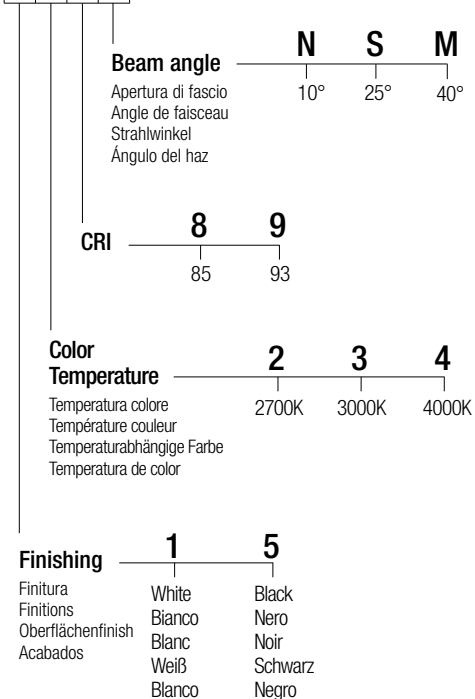 N S M
Beam angle
10° 25° 40°
Apertura di fascio
Angle de faisceau
Strahlwinkel
Ángulo del haz
8 9
CRI
85 93
Color
Temperature
2 3 4
2700K 3000K 4000K
Temperatura colore
Température couleur
Temperaturabhängige Farbe
Temperatura de color
1 5
Finishing
Finitura
Finitions
Oberflächenfinish
Acabados
White Black
Bianco Nero
Blanc Noir
Weiß Schwarz
Blanco Negro